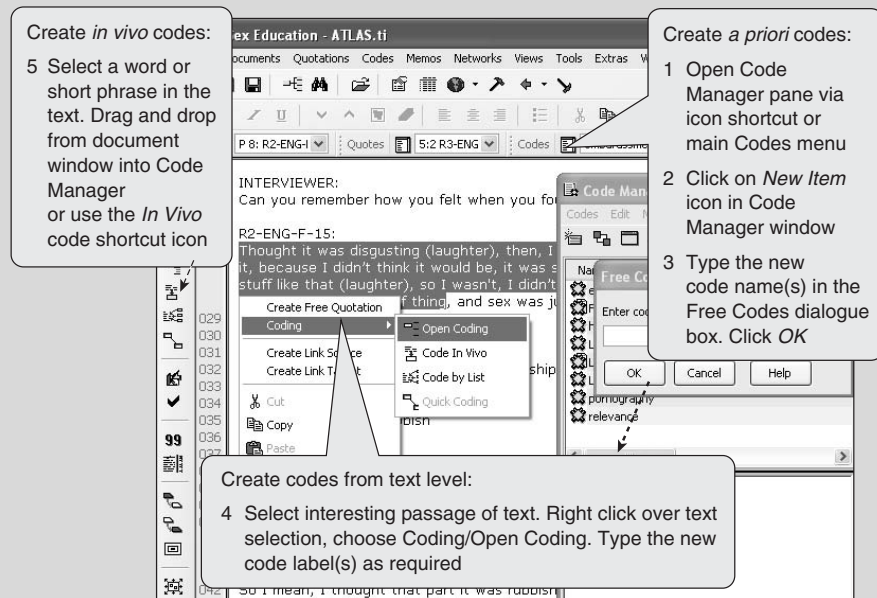 Create in vivo codes:
5 Select a word or
short phrase in the
text. Drag and drop
from document
window into Code
Manager
or use the In Vivo
code shortcut icon
Create a priori codes:
1 Open Code
Manager pane via
icon shortcut or
main Codes menu
2 Click on New Item
icon in Code
Manager window
3 Type the new
code name(s) in the
Free Codes dialogue
box. Click OK
ex Education - ATLAS.ti
ocuments Quotations Codes Memos Networks Views Tools Extras W
P 8: R2-ENG-I Quotes 5:2 R3-ENG Codes
INTERVIEWER:
Can you remember how you felt when you fou
R2-ENG-F-15:
Thought it was disgusting (laughter), then, I
it, because I didn't think it would be, it was s
stuff like that (laughter), so I wasn't, I didn't
f thing, and sex was ju
Create Free Quotation
Coding
Create Link Source
Create Link T
Cut
Copy
Paste
Open Coding
Code In Vivo
Code by List
Quick Coding
ship
bish
Code Man
Codes Edit
Na
Free Co
Enter co
OK Cancel Help
pornography
relevance
029
030
031
032
033
034
035
036
037
99
Create codes from text level:
4 Select interesting passage of text. Right click over text
selection, choose Coding/Open Coding. Type the new
code label(s) as required
042
So I mean, I thought that part it was rubbish